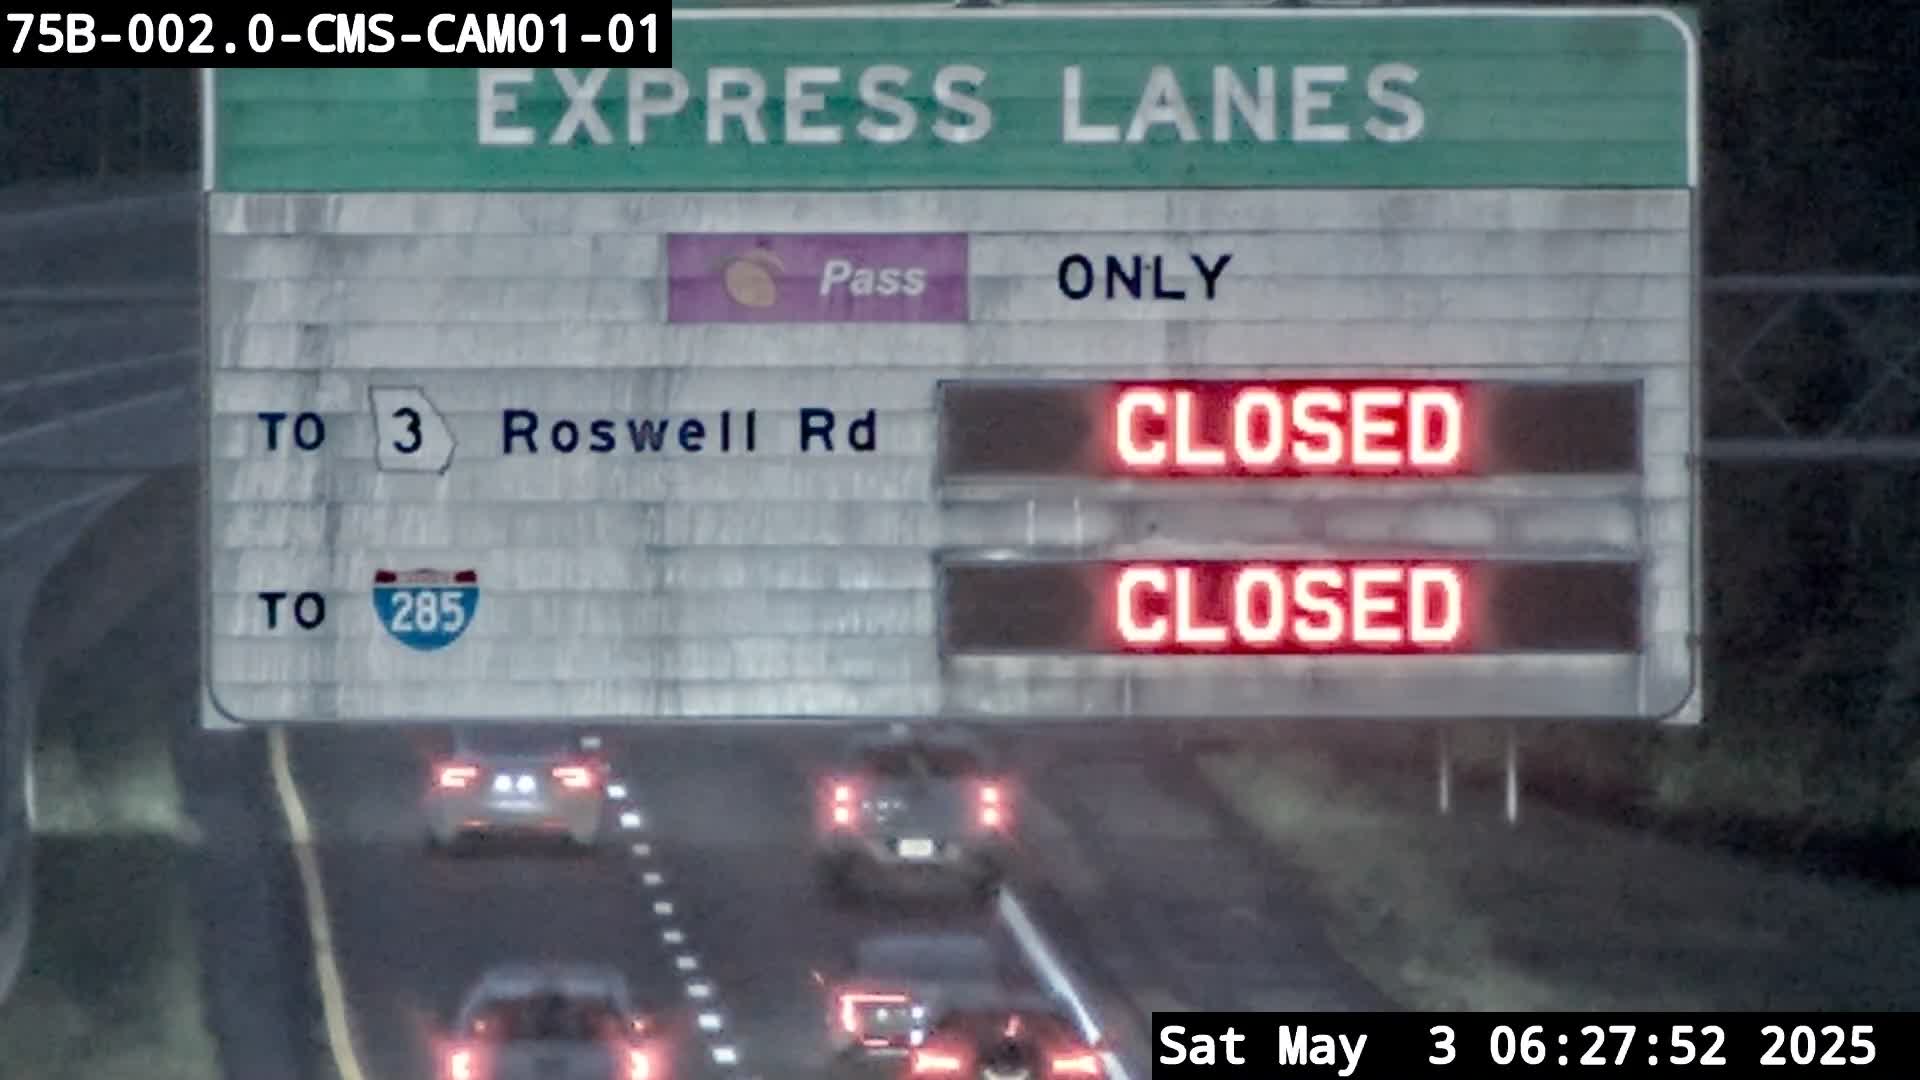 75B-002.0-CMS-CAM01-01
EXPRESS LANES
Pass ONLY
TO 3 Roswell Rd CLOSED
TO 285 CLOSED
Sat May 3 06:27:52 2025